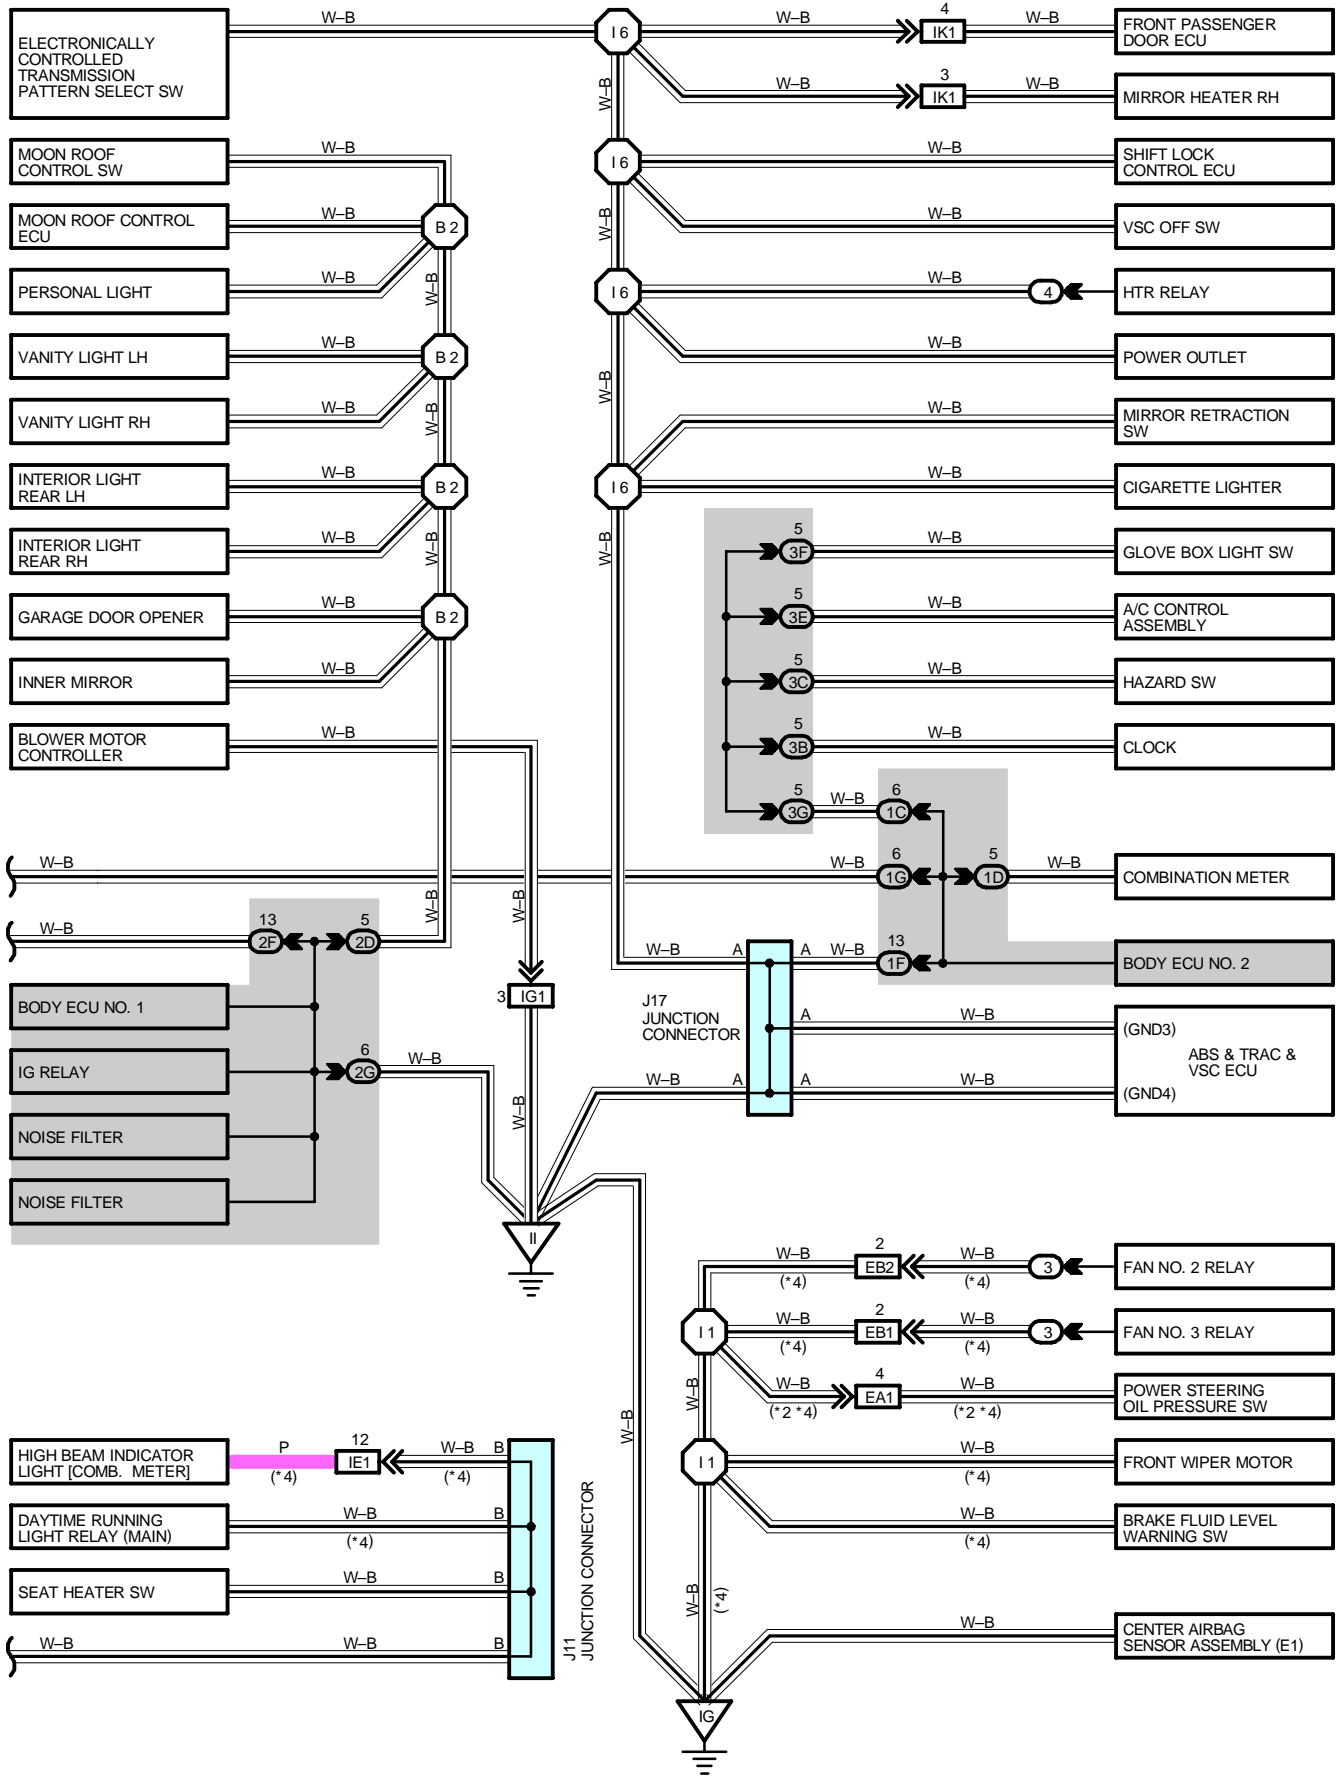 W–B
W–B
4
W–B
ELECTRONICALLY
CONTROLLED
TRANSMISSION
PATTERN SELECT SW
I 6
IK1
FRONT PASSENGER
DOOR ECU
W–B
W–B
3
W–B
IK1
MIRROR HEATER RH
MOON ROOF
CONTROL SW
W–B
I 6
W–B
SHIFT LOCK
CONTROL ECU
MOON ROOF CONTROL
ECU
W–B
B 2
W–B
W–B
VSC OFF SW
PERSONAL LIGHT
W–B
W–B
I 6
W–B
4
HTR RELAY
VANITY LIGHT LH
W–B
B 2
W–B
W–B
POWER OUTLET
VANITY LIGHT RH
W–B
W–B
W–B
MIRROR RETRACTION
SW
INTERIOR LIGHT
REAR LH
W–B
B 2
I 6
W–B
CIGARETTE LIGHTER
INTERIOR LIGHT
REAR RH
W–B
W–B
W–B
5
3F
W–B
GLOVE BOX LIGHT SW
GARAGE DOOR OPENER
W–B
B 2
5
3E
W–B
A/C CONTROL
ASSEMBLY
INNER MIRROR
W–B
5
3C
W–B
HAZARD SW
BLOWER MOTOR
CONTROLLER
W–B
5
3B
W–B
CLOCK
5
3G
W–B
6
1C
W–B
W–B
6
1G
5
1D
W–B
COMBINATION METER
W–B
13
2F
5
2D
W–B
W–B
W–B
A
A
W–B
13
1F
BODY ECU NO. 2
BODY ECU NO. 1
3
IG1
J17
JUNCTION
CONNECTOR
A
W–B
(GND3)
ABS & TRAC &
VSC ECU
IG RELAY
6
2G
W–B
W–B
A
A
W–B
(GND4)
NOISE FILTER
W–B
NOISE FILTER
II
W–B
(*4)
2
EB2
W–B
(*4)
3
FAN NO. 2 RELAY
I 1
W–B
(*4)
2
EB1
W–B
(*4)
3
FAN NO. 3 RELAY
W–B
W–B
W–B
(*2 *4)
4
EA1
W–B
(*2 *4)
POWER STEERING
OIL PRESSURE SW
HIGH BEAM INDICATOR
LIGHT [COMB. METER]
P
(*4)
12
IE1
W–B
(*4)
B
I 1
W–B
(*4)
FRONT WIPER MOTOR
DAYTIME RUNNING
LIGHT RELAY (MAIN)
W–B
(*4)
B
W–B
(*4)
BRAKE FLUID LEVEL
WARNING SW
SEAT HEATER SW
W–B
B
J11
JUNCTION CONNECTOR
W–B
(*4)
W–B
W–B
B
W–B
CENTER AIRBAG
SENSOR ASSEMBLY (E1)
IG